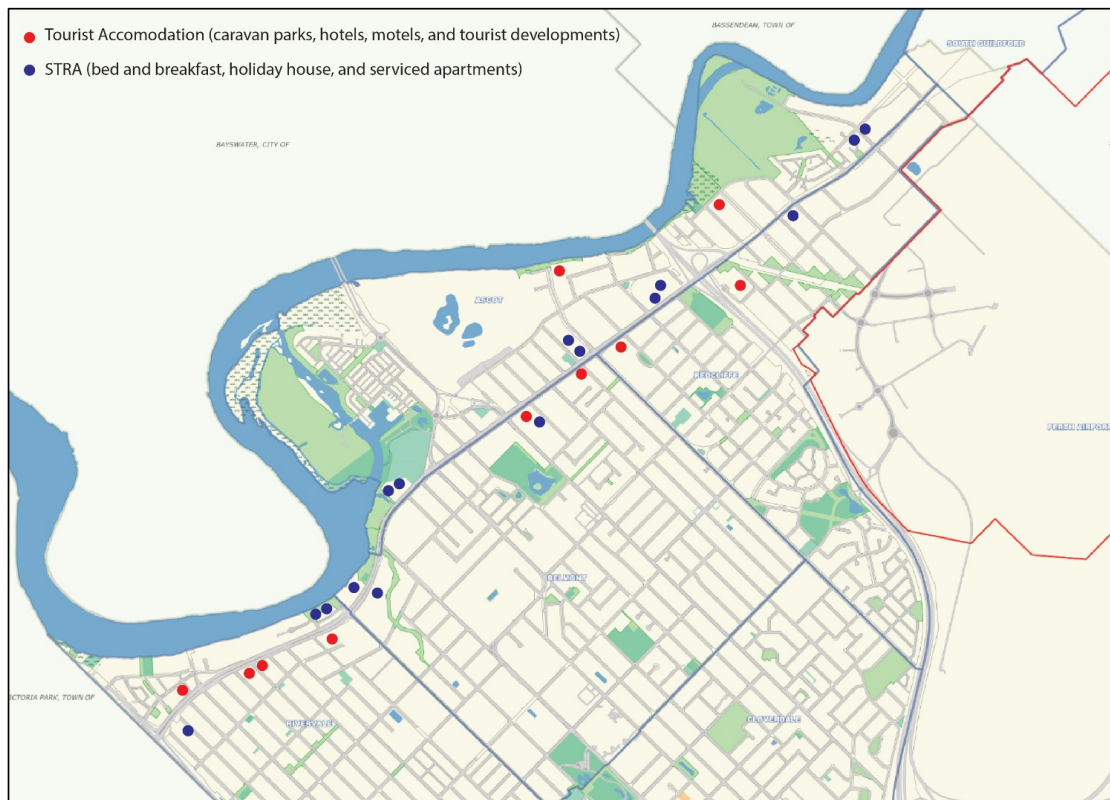 BASSENDEAN, TOWN OF
Tourist Accomodation (caravan parks, hotels, motels, and tourist developments)
SOUTH GUILDFORD
STRA (bed and breakfast, holiday house, and serviced apartments)
BAYSWATER, CITY OF
ASCOT
REDCLIFFE
PERTH AIRPORT
BELMONT
ICTORIA PARK, TOWN OF
RIVERVALE
CLOVERDALE